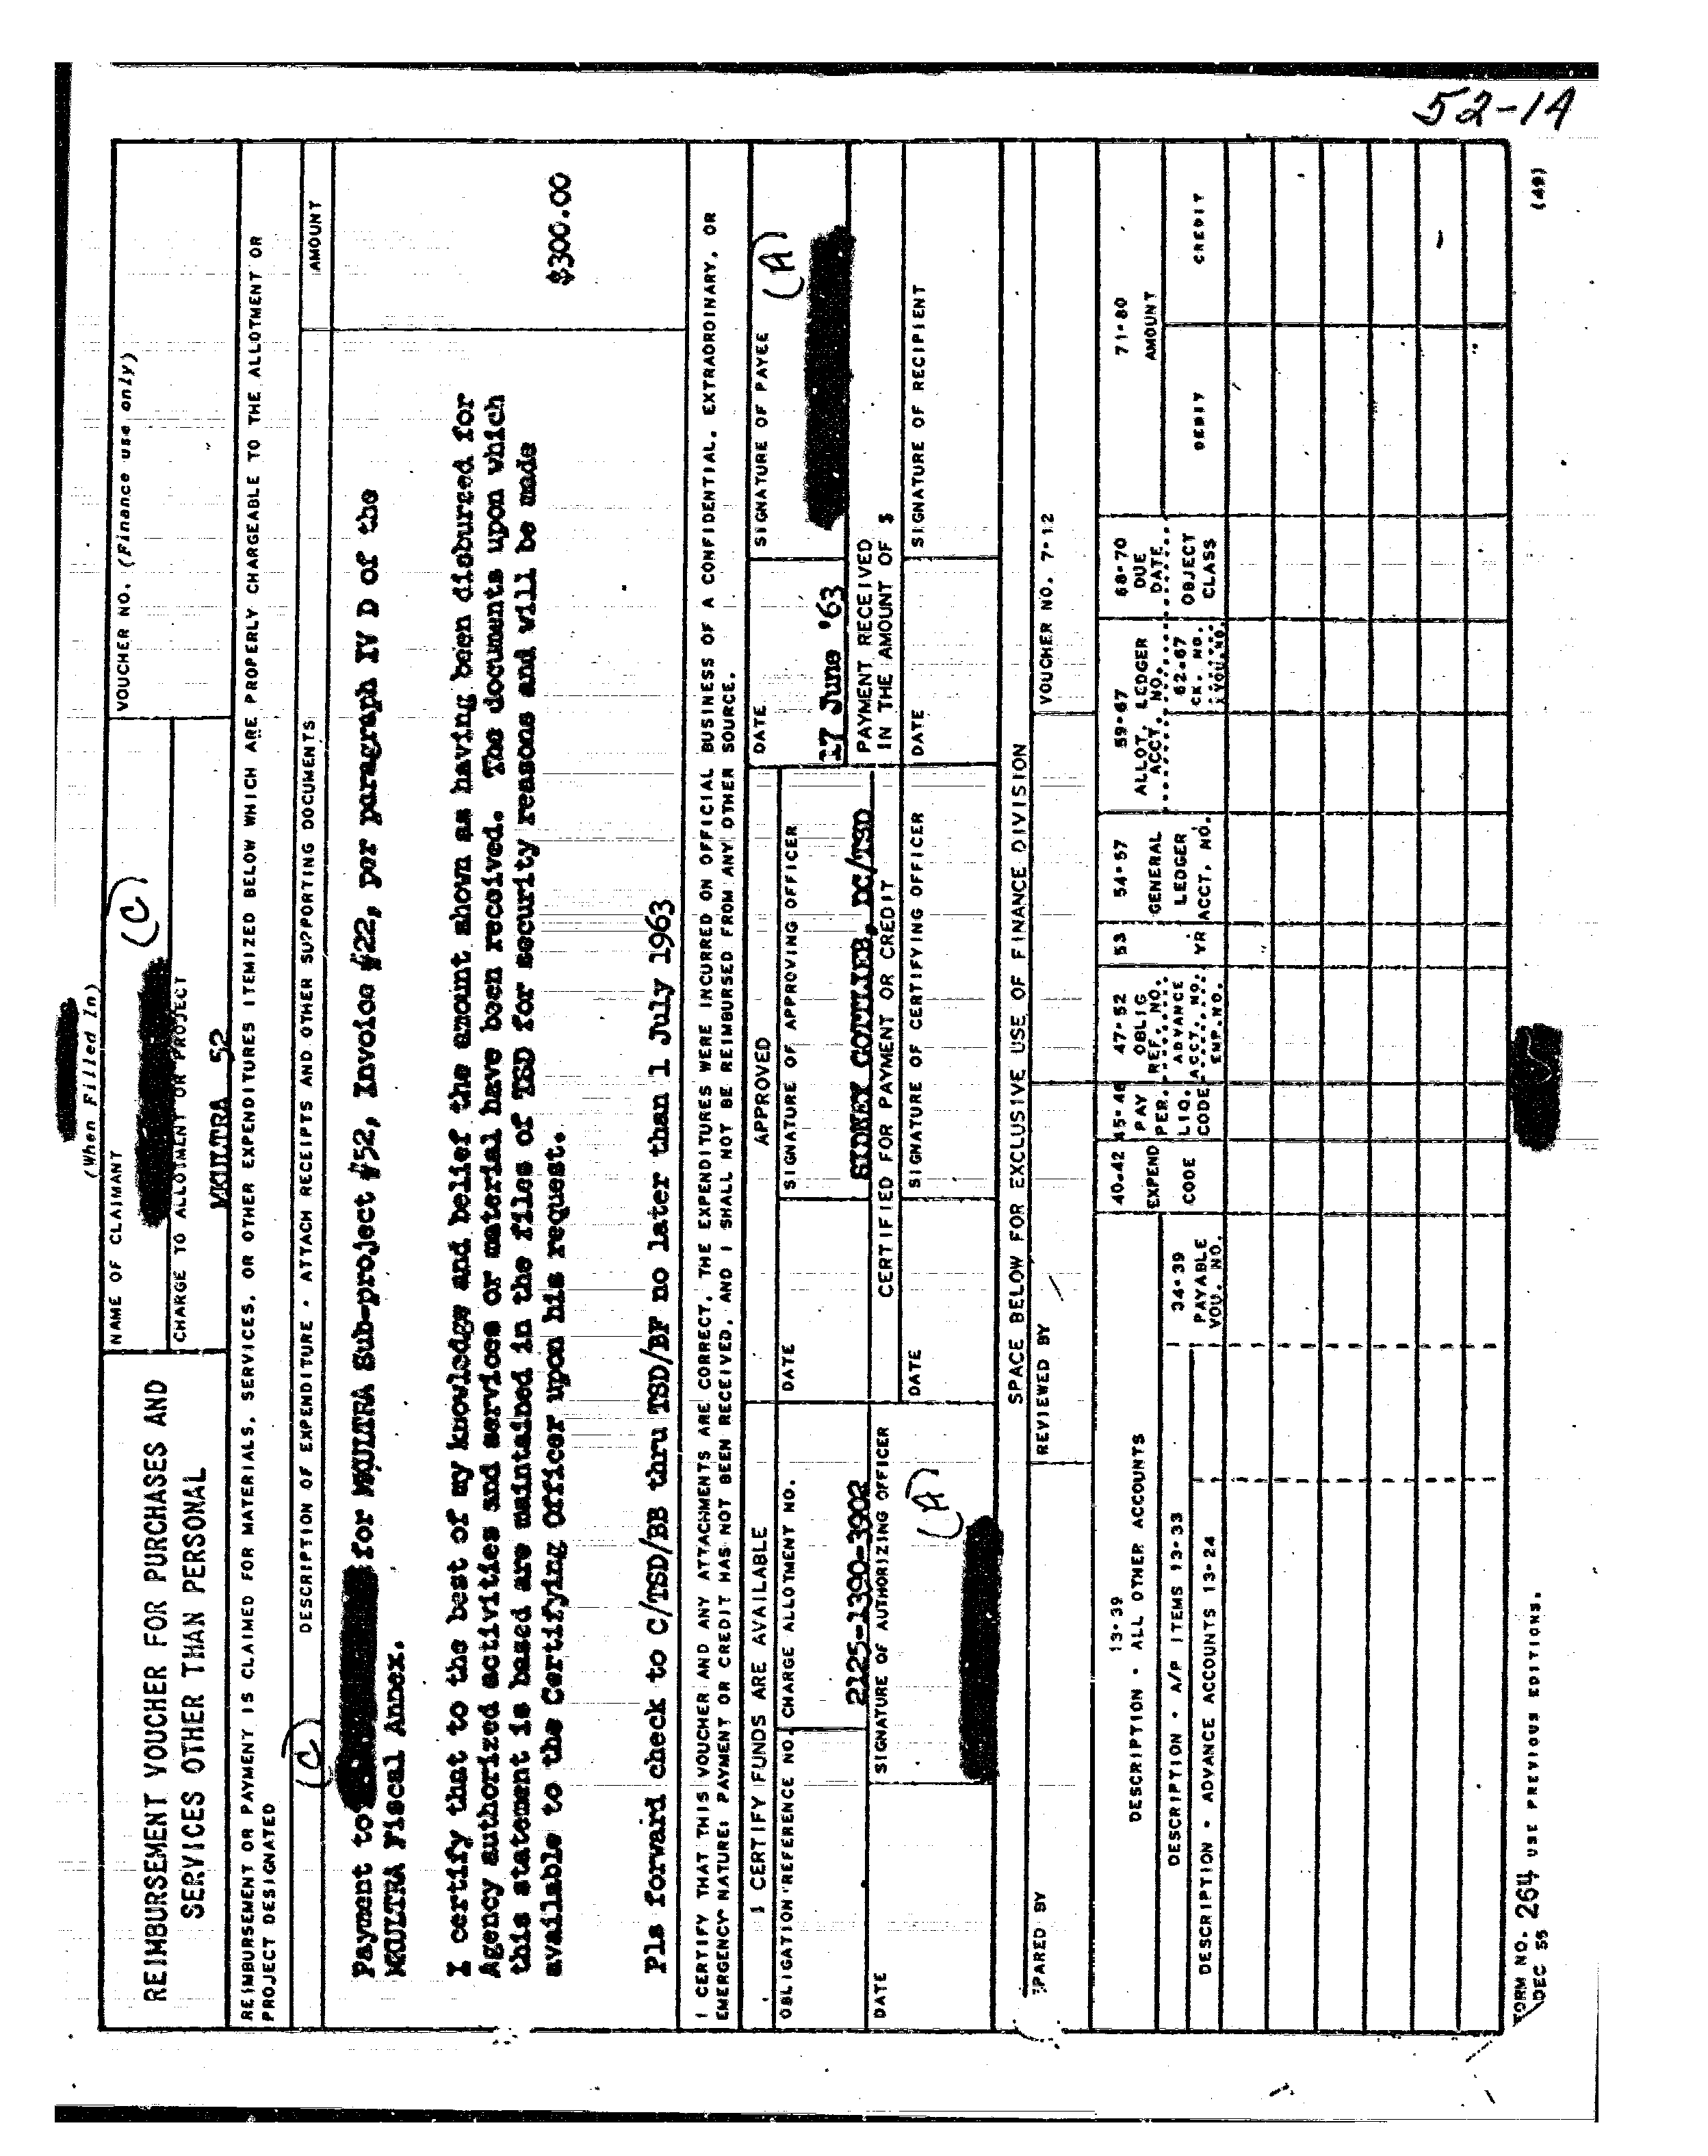 52-14
(When Filled In)
REIMBURSEMENT VOUCHER FOR PURCHASES AND
SERVICES OTHER THAN PERSONAL
NAME OF CLAIMANT
(C)
VOUCHER NO. (Finance use only)
CHARGE TO ALLOTMENT OR PROJECT
MKULTRA 52
REIMBURSEMENT OR PAYMENT IS CLAIMED FOR MATERIALS, SERVICES, OR OTHER EXPENDITURES ITEMIZED BELOW WHICH ARE PROPERLY CHARGEABLE TO THE ALLOTMENT OR
PROJECT DESIGNATED
DESCRIPTION OF EXPENDITURE - ATTACH RECEIPTS AND OTHER SUPPORTING DOCUMENTS
AMOUNT
(C)
Payment to for MKULTRA Sub-project #52, Invoice #22, per paragraph IV D of the
MKULTRA Fiscal Annex.
I certify that to the best of my knowledge and belief the amount shown as having been disbursed for
Agency authorized activities and services or material have been received. The documents upon which
this statement is based are maintained in the files of TSD for security reasons and will be made
available to the Certifying Officer upon his request.
$300.00
Pls forward check to C/TSD/BB thru TSD/BF no later than 1 July 1963
I CERTIFY THAT THIS VOUCHER AND ANY ATTACHMENTS ARE CORRECT, THE EXPENDITURES WERE INCURRED ON OFFICIAL BUSINESS OF A CONFIDENTIAL, EXTRAORDINARY, OR
EMERGENCY NATURE; PAYMENT OR CREDIT HAS NOT BEEN RECEIVED, AND I SHALL NOT BE REIMBURSED FROM ANY OTHER SOURCE.
I CERTIFY FUNDS ARE AVAILABLE
APPROVED
DATE
17 June '63
SIGNATURE OF PAYEE
(A)
OBLIGATION REFERENCE NO.
CHARGE ALLOTMENT NO.
2125-1390-3902
DATE
SIGNATURE OF APPROVING OFFICER
SIDNEY GOTTLIEB, DC/TSD
PAYMENT RECEIVED
IN THE AMOUNT OF $
DATE
SIGNATURE OF AUTHORIZING OFFICER
(A)
CERTIFIED FOR PAYMENT OR CREDIT
DATE
SIGNATURE OF CERTIFYING OFFICER
DATE
SIGNATURE OF RECIPIENT
SPACE BELOW FOR EXCLUSIVE USE OF FINANCE DIVISION
PARED BY
REVIEWED BY
VOUCHER NO. 7-12
13-39
DESCRIPTION - ALL OTHER ACCOUNTS
DESCRIPTION - A/P ITEMS 13-33
DESCRIPTION - ADVANCE ACCOUNTS 13-24
34-39
PAYABLE
VOU. NO.
40-42
EXPEND
CODE
45-46
PAY
PER.
LIQ.
CODE
47-52
OBLIG
REF. NO.
ADVANCE
ACCT. NO.
EMP. NO.
53
YR
54-57
GENERAL
LEDGER
ACCT. NO.
59-67
ALLOT. LEDGER
ACCT. NO.
62-67
CK. NO.
VOU. NO.
68-70
DUE
DATE
OBJECT
CLASS
71-80
AMOUNT
DEBIT
CREDIT
FORM NO. 264 USE PREVIOUS EDITIONS.
DEC 55
(49)